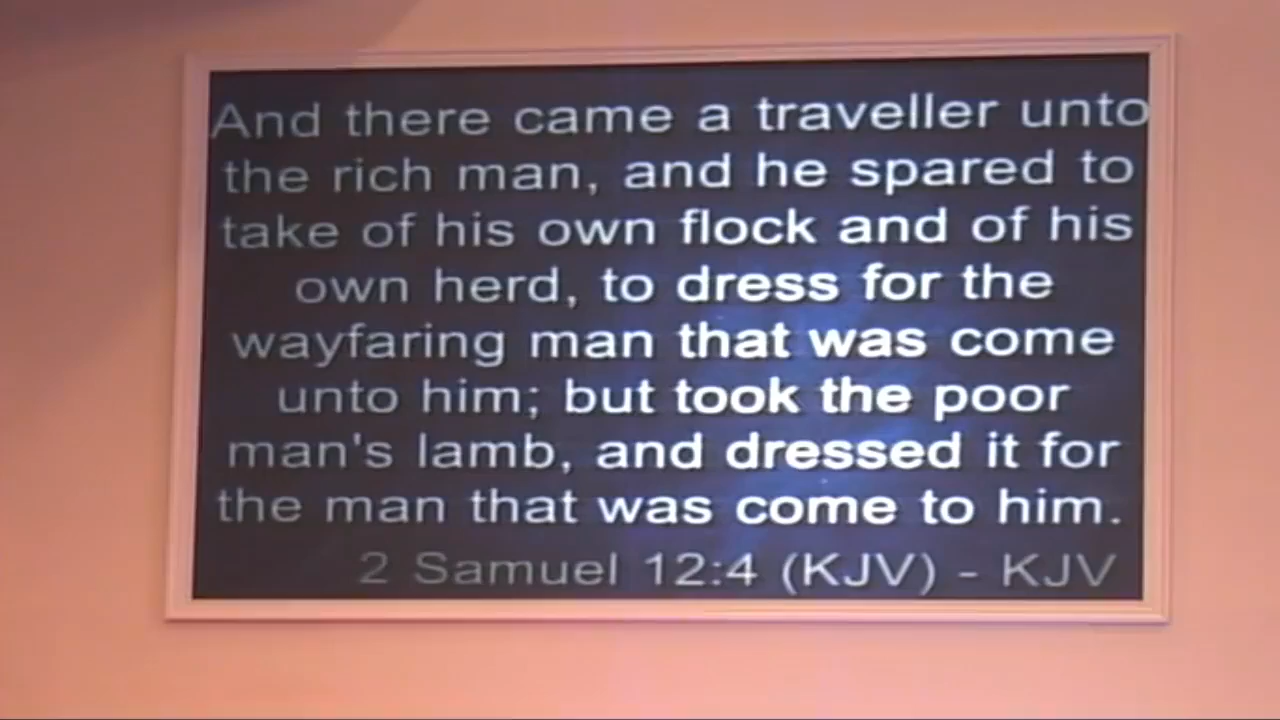 And there came a traveller unto
the rich man, and he spared to
take of his own flock and of his
own herd, to dress for the
wayfaring man that was come
unto him; but took the poor
man's lamb, and dressed it for
the man that was come to him.
2 Samuel 12:4 (KJV) - KJV